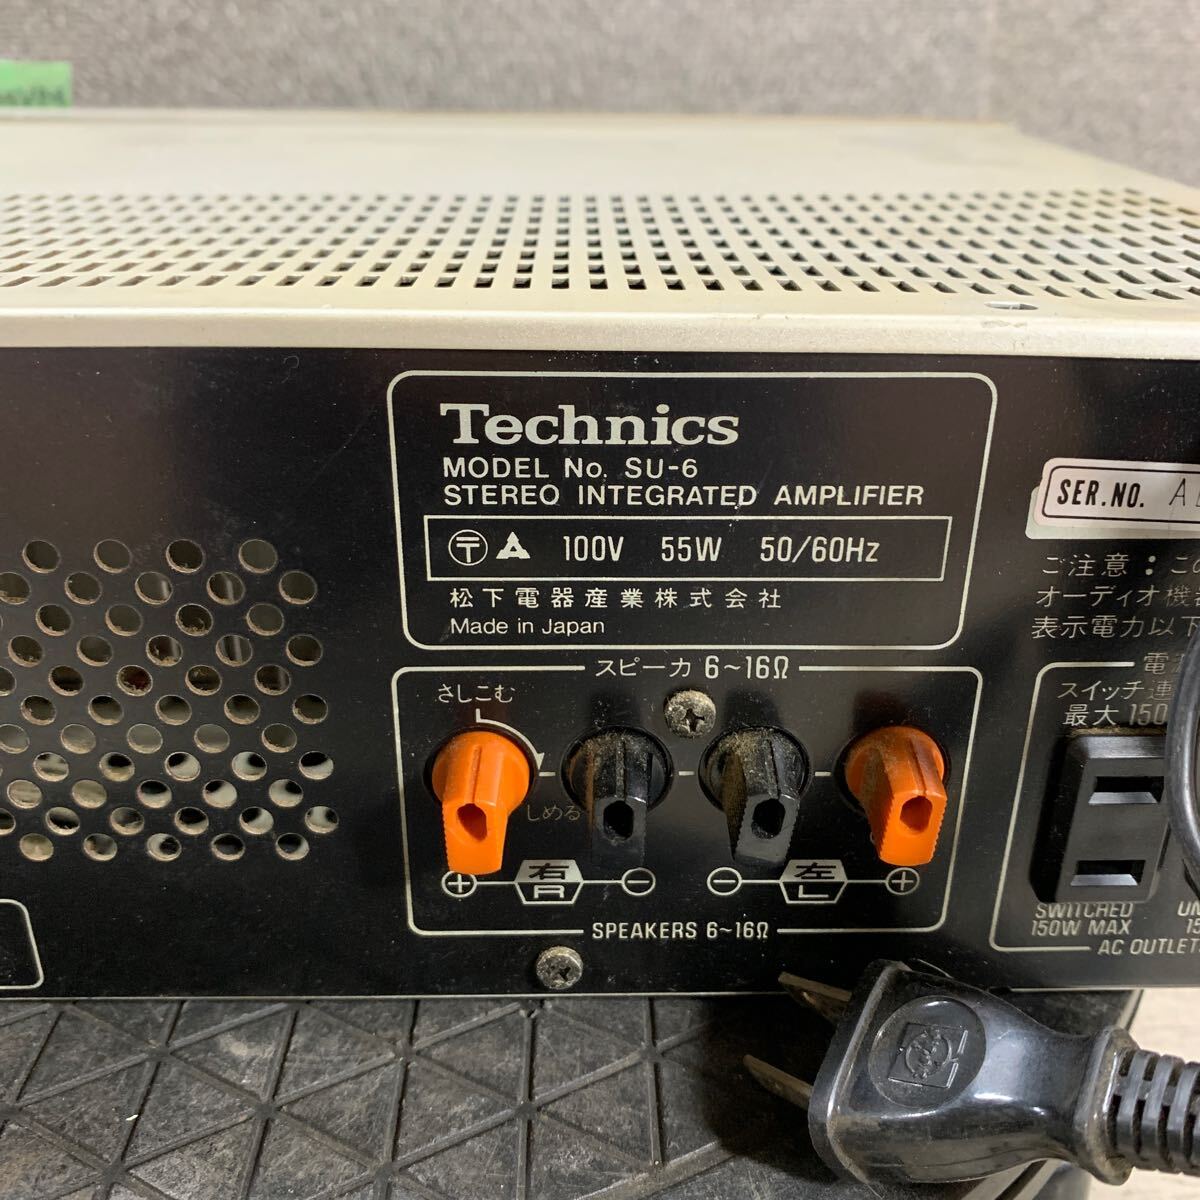 Technics
MODEL No. SU-6
STEREO INTEGRATED AMPLIFIER
〒 100V 55W 50/60Hz
松下電器産業株式会社
Made in Japan
スピーカ 6~16Ω
さしこむ
しめる
+ 右 R −
− 左 L +
SPEAKERS 6~16Ω
SER.NO. A
ご注意：この
オーディオ機
表示電力以下
電
スイッチ連
最大 150
SWITCHED
150W MAX
UN
15
AC OUTLET